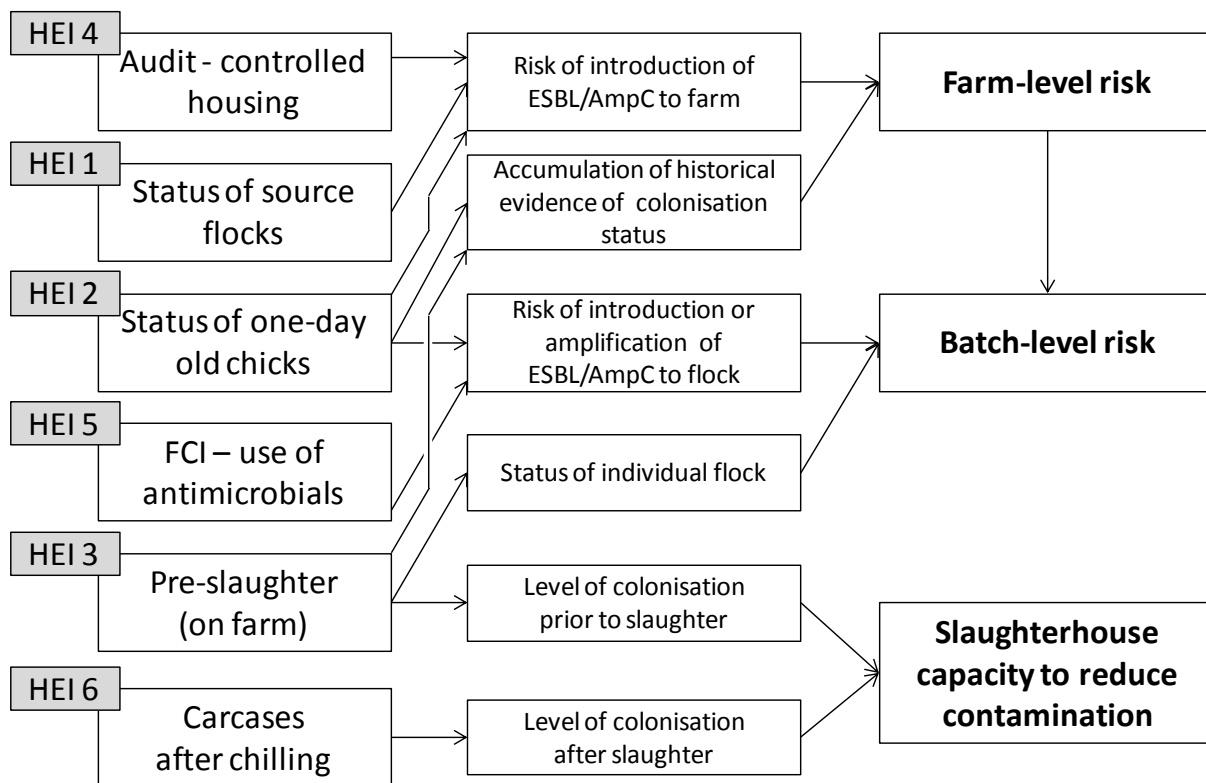 HEI 4
Audit - controlled
housing
HEI 1
Status of source
flocks
HEI 2
Status of one-day
old chicks
HEI 5
FCI – use of
antimicrobials
HEI 3
Pre-slaughter
(on farm)
HEI 6
Carcases
after chilling
Risk of introduction of
ESBL/AmpC to farm
Accumulation of historical
evidence of colonisation
status
Risk of introduction or
amplification of
ESBL/AmpC to flock
Status of individual flock
Level of colonisation
prior to slaughter
Level of colonisation
after slaughter
Farm-level risk
Batch-level risk
Slaughterhouse
capacity to reduce
contamination